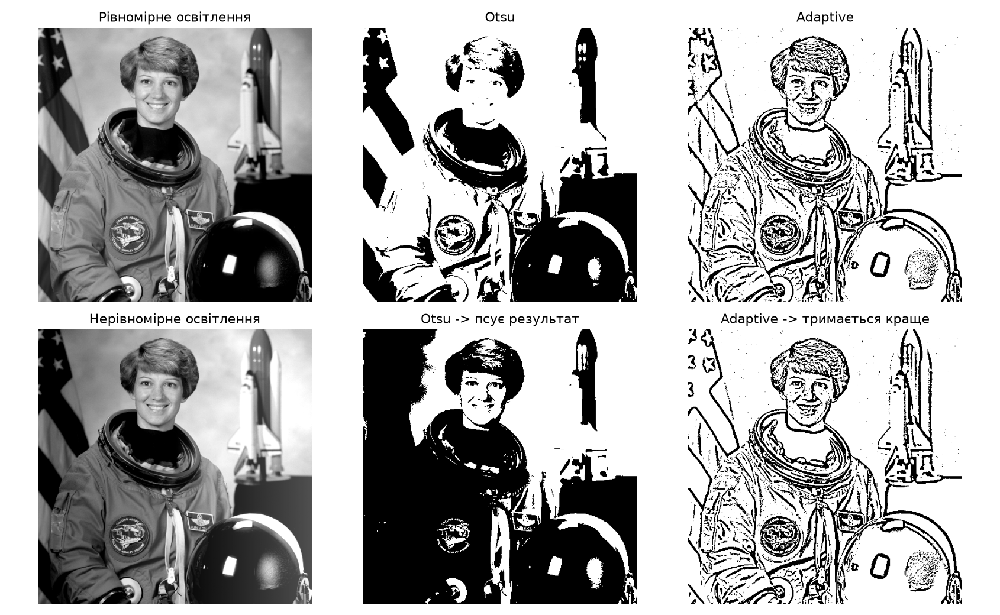 Рівномірне освітлення
Otsu
Adaptive
Нерівномірне освітлення
Otsu -> псує результат
Adaptive -> тримається краще